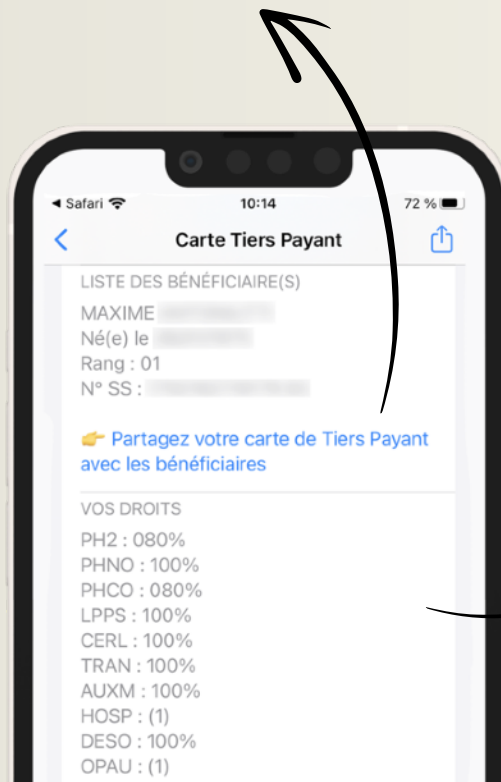 ◀ Safari
10:14
72 %
Carte Tiers Payant
LISTE DES BÉNÉFICIAIRE(S)
MAXIME
Né(e) le
Rang : 01
N° SS :
👉 Partagez votre carte de Tiers Payant
avec les bénéficiaires
VOS DROITS
PH2 : 080%
PHNO : 100%
PHCO : 080%
LPPS : 100%
CERL : 100%
TRAN : 100%
AUXM : 100%
HOSP : (1)
DESO : 100%
OPAU : (1)